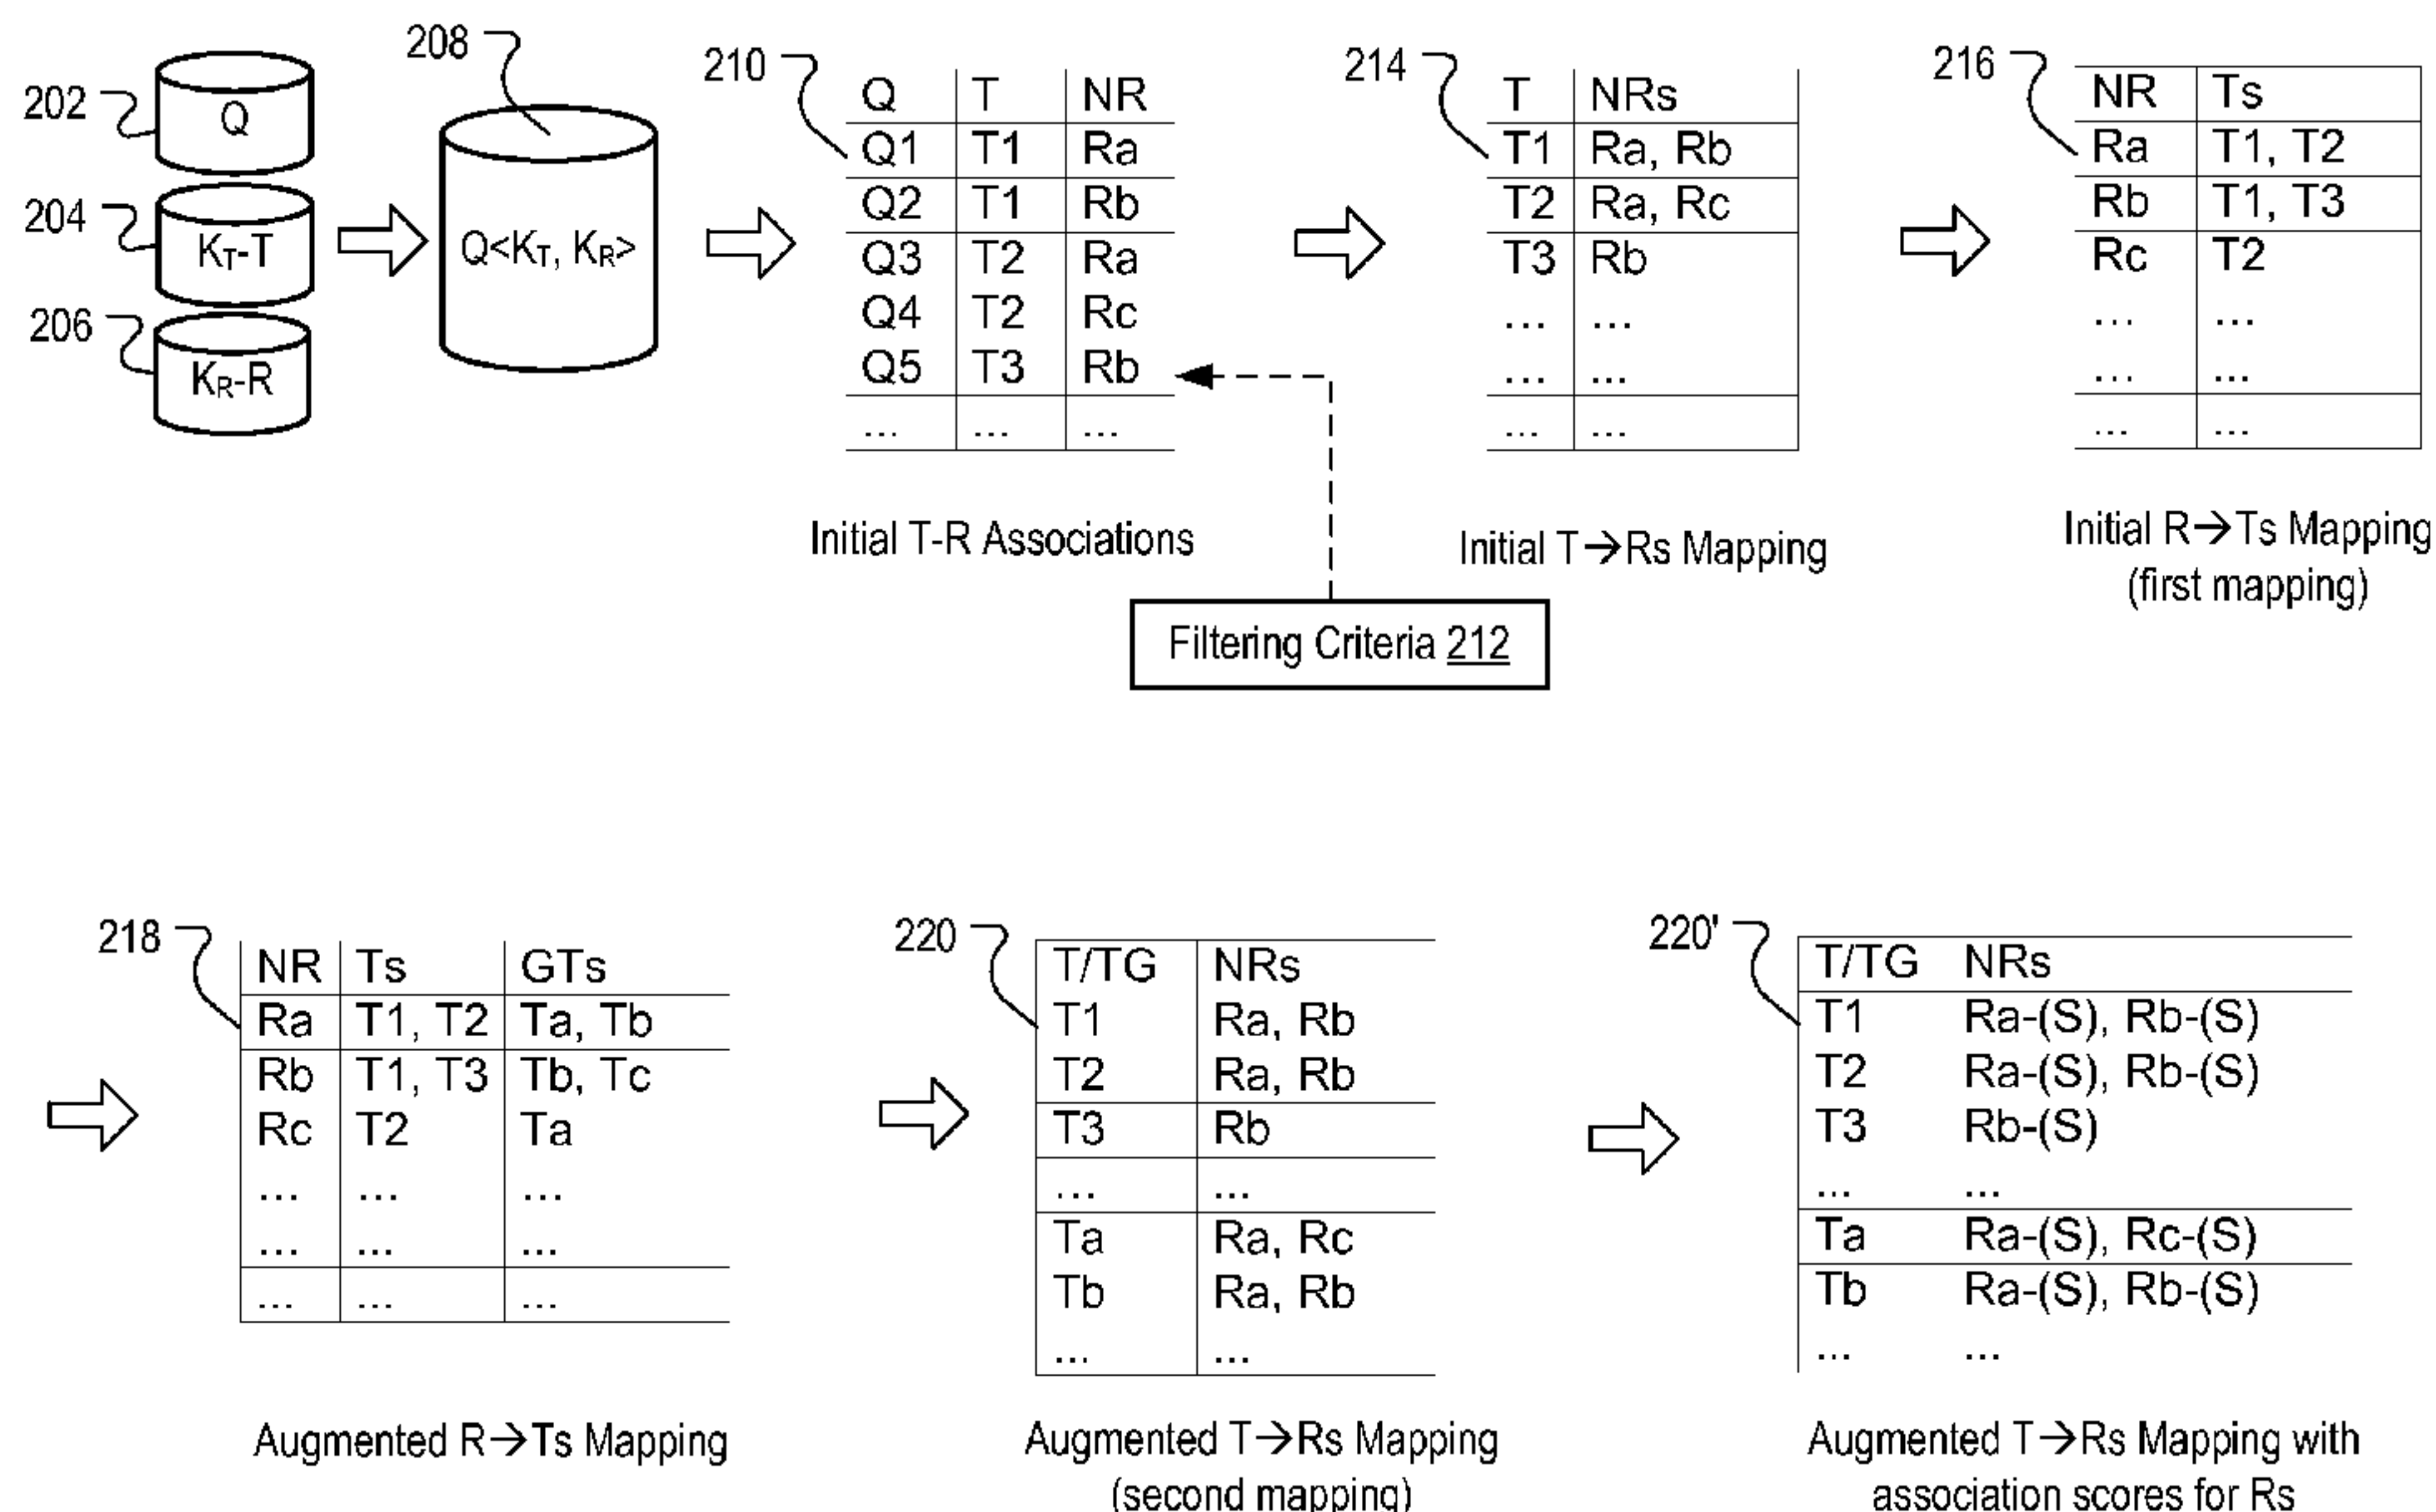 202
Q
204
K_T-T
206
K_R-R
208
Q<K_T, K_R>
210
Q T NR
Q1 T1 Ra
Q2 T1 Rb
Q3 T2 Ra
Q4 T2 Rc
Q5 T3 Rb
... ... ...
Initial T-R Associations
Filtering Criteria 212
214
T NRs
T1 Ra, Rb
T2 Ra, Rc
T3 Rb
... ...
... ...
... ...
Initial T→Rs Mapping
216
NR Ts
Ra T1, T2
Rb T1, T3
Rc T2
... ...
... ...
... ...
Initial R→Ts Mapping
(first mapping)
218
NR Ts GTs
Ra T1, T2 Ta, Tb
Rb T1, T3 Tb, Tc
Rc T2 Ta
... ... ...
... ... ...
... ... ...
Augmented R→Ts Mapping
220
T/TG NRs
T1 Ra, Rb
T2 Ra, Rb
T3 Rb
... ...
Ta Ra, Rc
Tb Ra, Rb
... ...
Augmented T→Rs Mapping
(second mapping)
220'
T/TG NRs
T1 Ra-(S), Rb-(S)
T2 Ra-(S), Rb-(S)
T3 Rb-(S)
... ...
Ta Ra-(S), Rc-(S)
Tb Ra-(S), Rb-(S)
... ...
Augmented T→Rs Mapping with
association scores for Rs